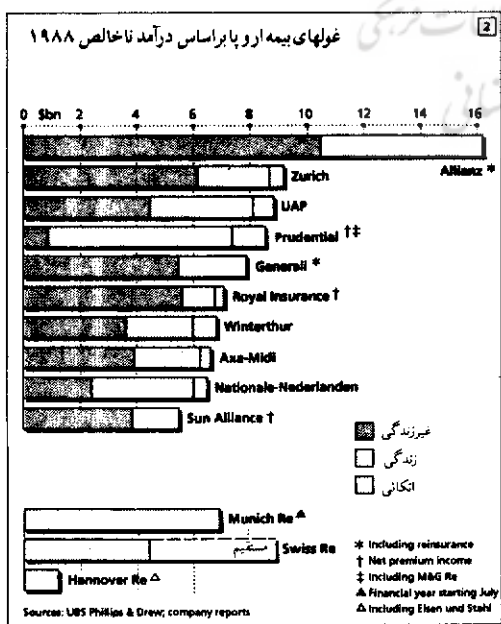 2
غولهای بیمه اروپا براساس درآمد ناخالص ۱۹۸۸
0 $bn 2 4 6 8 10 12 14 16
Allianz *
Zurich
UAP
Prudential †‡
Generali *
Royal Insurance †
Winterthur
Axa-Midi
Nationale-Nederlanden
Sun Alliance †
غیرزندگی
زندگی
اتکائی
Munich Re ▲
مستقیم Swiss Re
Hannover Re △
* Including reinsurance
† Net premium income
‡ Including M&G Re
▲ Financial year starting July
△ Including Eisen und Stahl
Sources: UBS Phillips & Drew; company reports